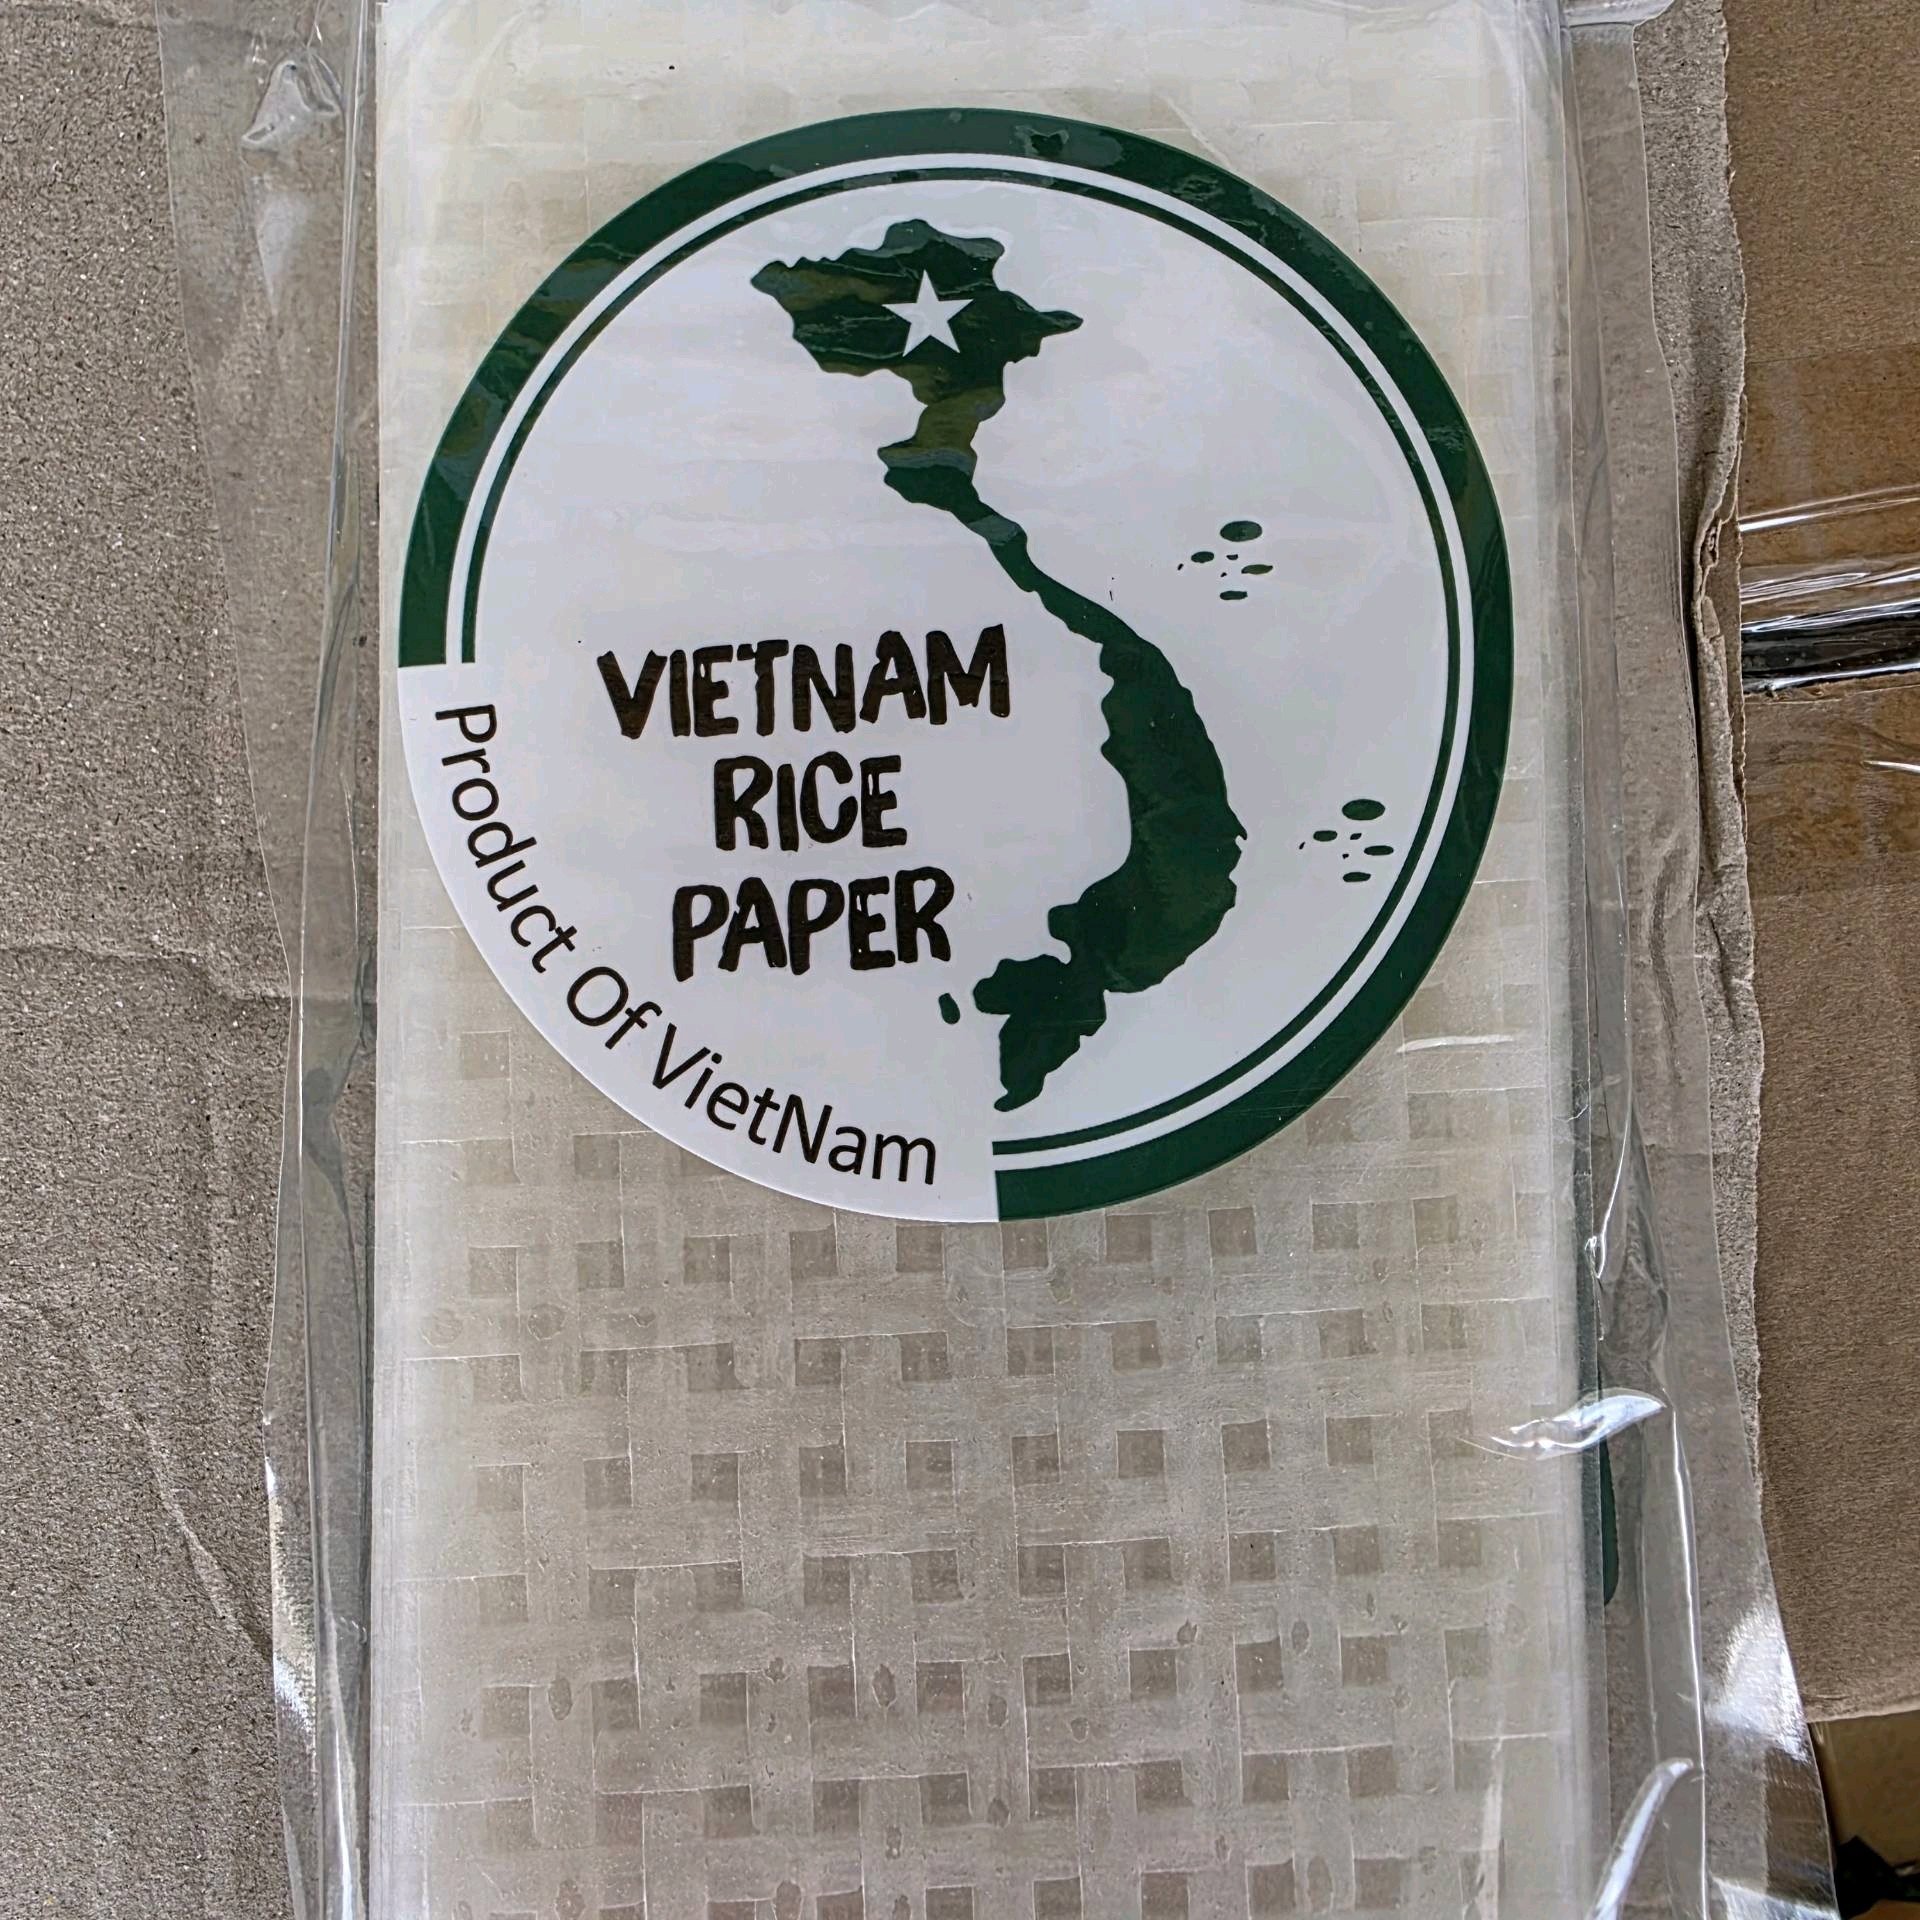 VIETNAM
RICE
PAPER
Product Of VietNam